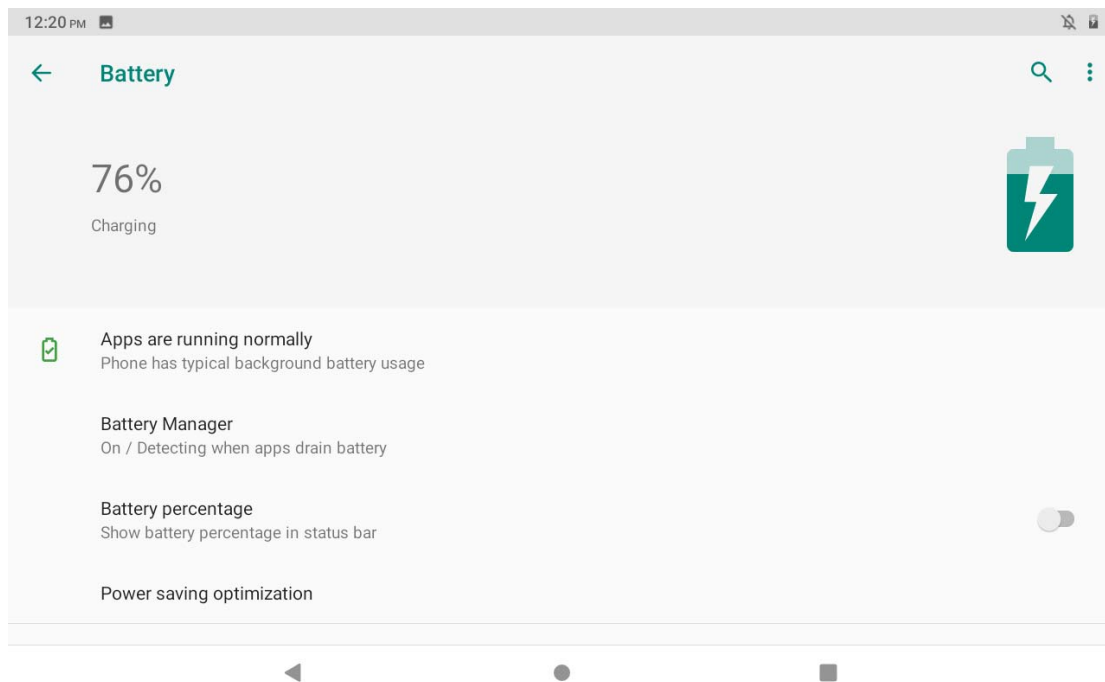 12:20 PM
Battery
76%
Charging
Apps are running normally
Phone has typical background battery usage
Battery Manager
On / Detecting when apps drain battery
Battery percentage
Show battery percentage in status bar
Power saving optimization